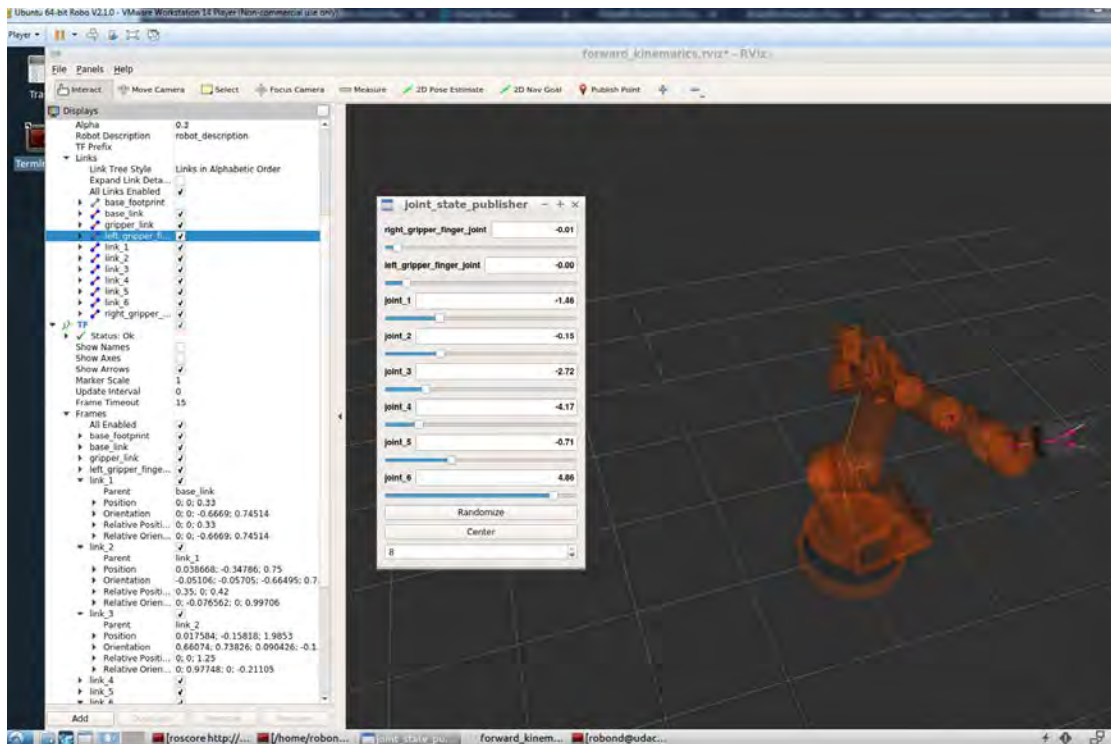 Ubuntu 64-bit Robo V2.1.0 - VMware Workstation 14 Player (Non-commercial use only)
Player
forward_kinematics.rviz* - RViz
File Panels Help
Interact Move Camera Select Focus Camera Measure 2D Pose Estimate 2D Nav Goal Publish Point
Tra
Displays
Alpha 0.3
Robot Description robot_description
TF Prefix
Termin
Links
Link Tree Style Links in Alphabetic Order
Expand Link Deta...
All Links Enabled
base_footprint
base_link
gripper_link
left_gripper_fi...
link_1
link_2
link_3
link_4
link_5
link_6
right_gripper_...
TF
Status: Ok
Show Names
Show Axes
Show Arrows
Marker Scale 1
Update Interval 0
Frame Timeout 15
Frames
All Enabled
base_footprint
base_link
gripper_link
left_gripper_finge...
link_1
Parent base_link
Position 0; 0; 0.33
Orientation 0; 0; -0.6669; 0.74514
Relative Positi... 0; 0; 0.33
Relative Orien... 0; 0; -0.6669; 0.74514
link_2
Parent link_1
Position 0.038668; -0.34786; 0.75
Orientation -0.05106; -0.05705; -0.66495; 0.7
Relative Positi... 0.35; 0; 0.42
Relative Orien... 0; -0.076562; 0; 0.99706
link_3
Parent link_2
Position 0.017584; -0.15818; 1.9853
Orientation 0.66074; 0.73826; 0.090426; -0.1
Relative Positi... 0; 0; 1.25
Relative Orien... 0; 0.97748; 0; -0.21105
link_4
link_5
link_6
Add
joint_state_publisher
right_gripper_finger_joint -0.01
left_gripper_finger_joint -0.00
joint_1 -1.46
joint_2 -0.15
joint_3 -2.72
joint_4 -4.17
joint_5 -0.71
joint_6 4.86
Randomize
Center
8
[roscore http://... [/home/robon... joint_state_pu... forward_kinem... [robond@udac...